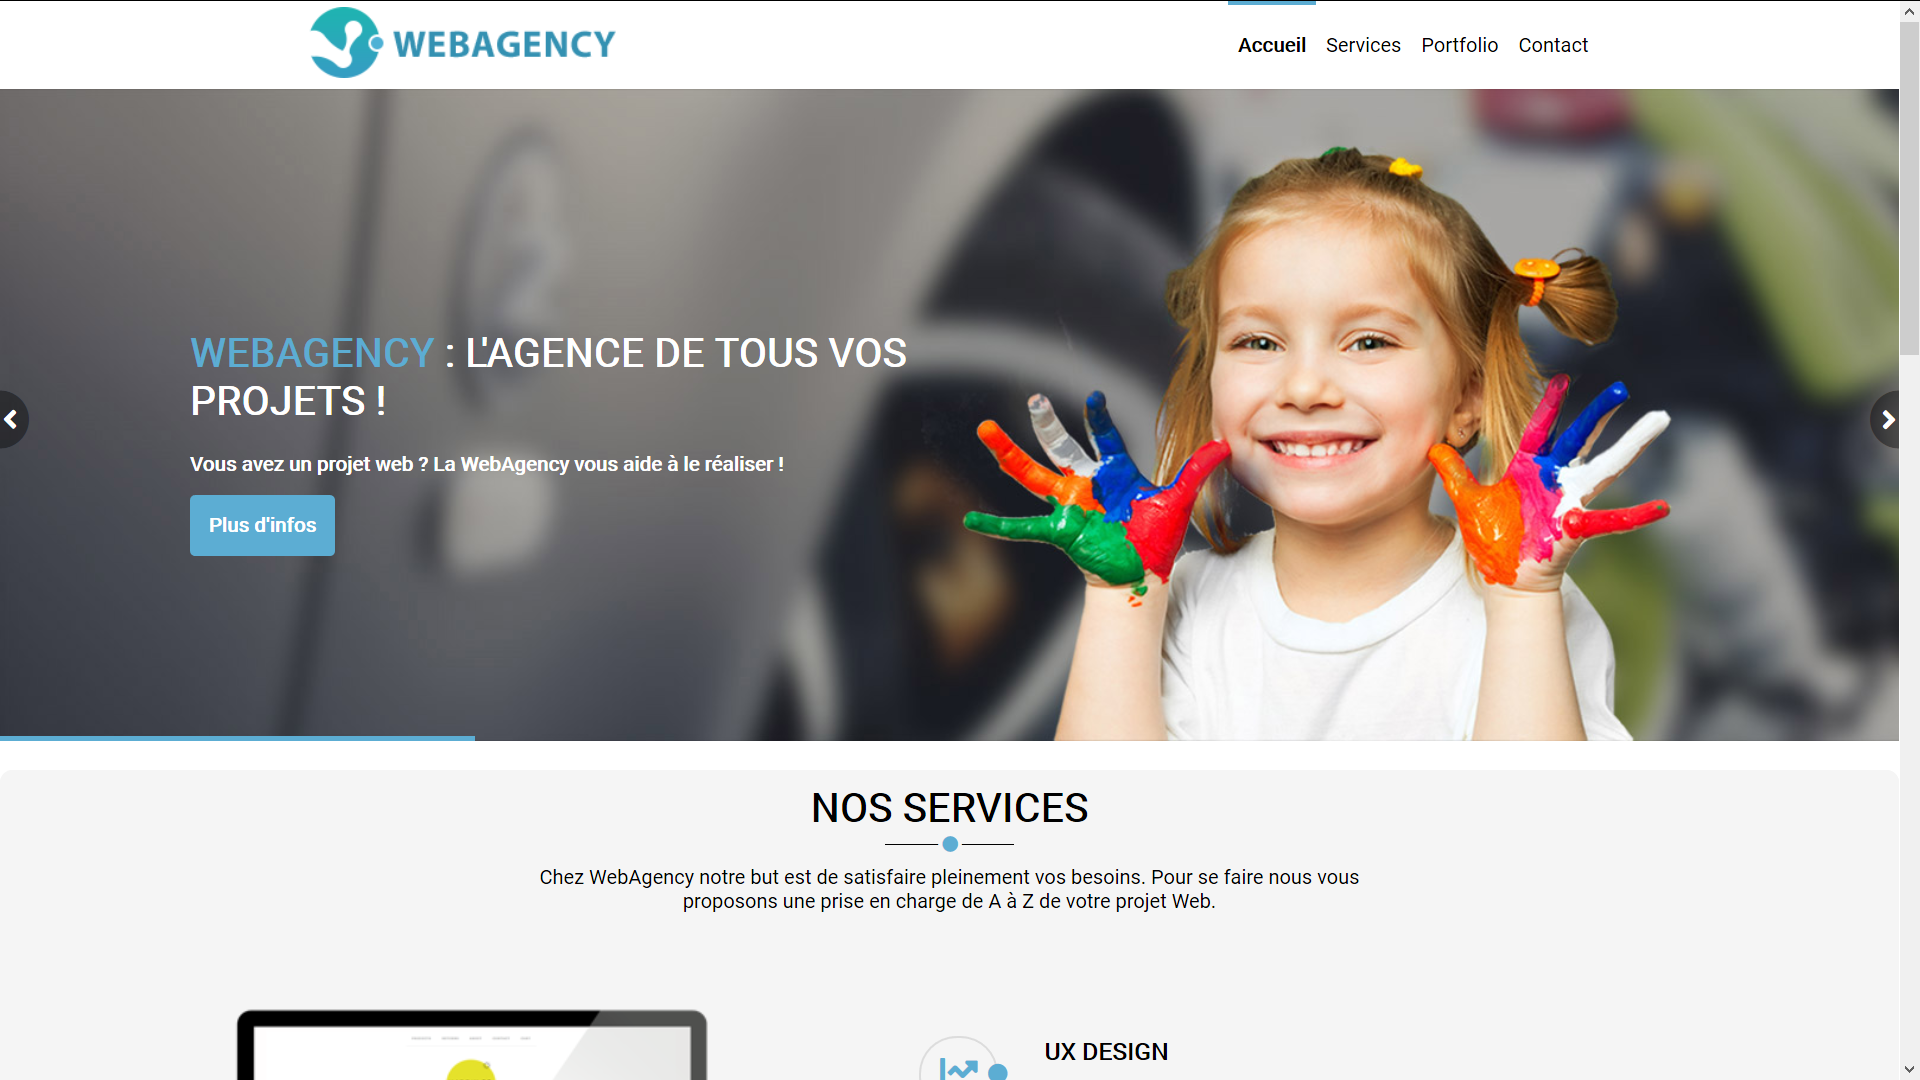 WEBAGENCY
Accueil Services Portfolio Contact
WEBAGENCY : L'AGENCE DE TOUS VOS
PROJETS !
Vous avez un projet web ? La WebAgency vous aide à le réaliser !
Plus d'infos
NOS SERVICES
Chez WebAgency notre but est de satisfaire pleinement vos besoins. Pour se faire nous vous
proposons une prise en charge de A à Z de votre projet Web.
UX DESIGN